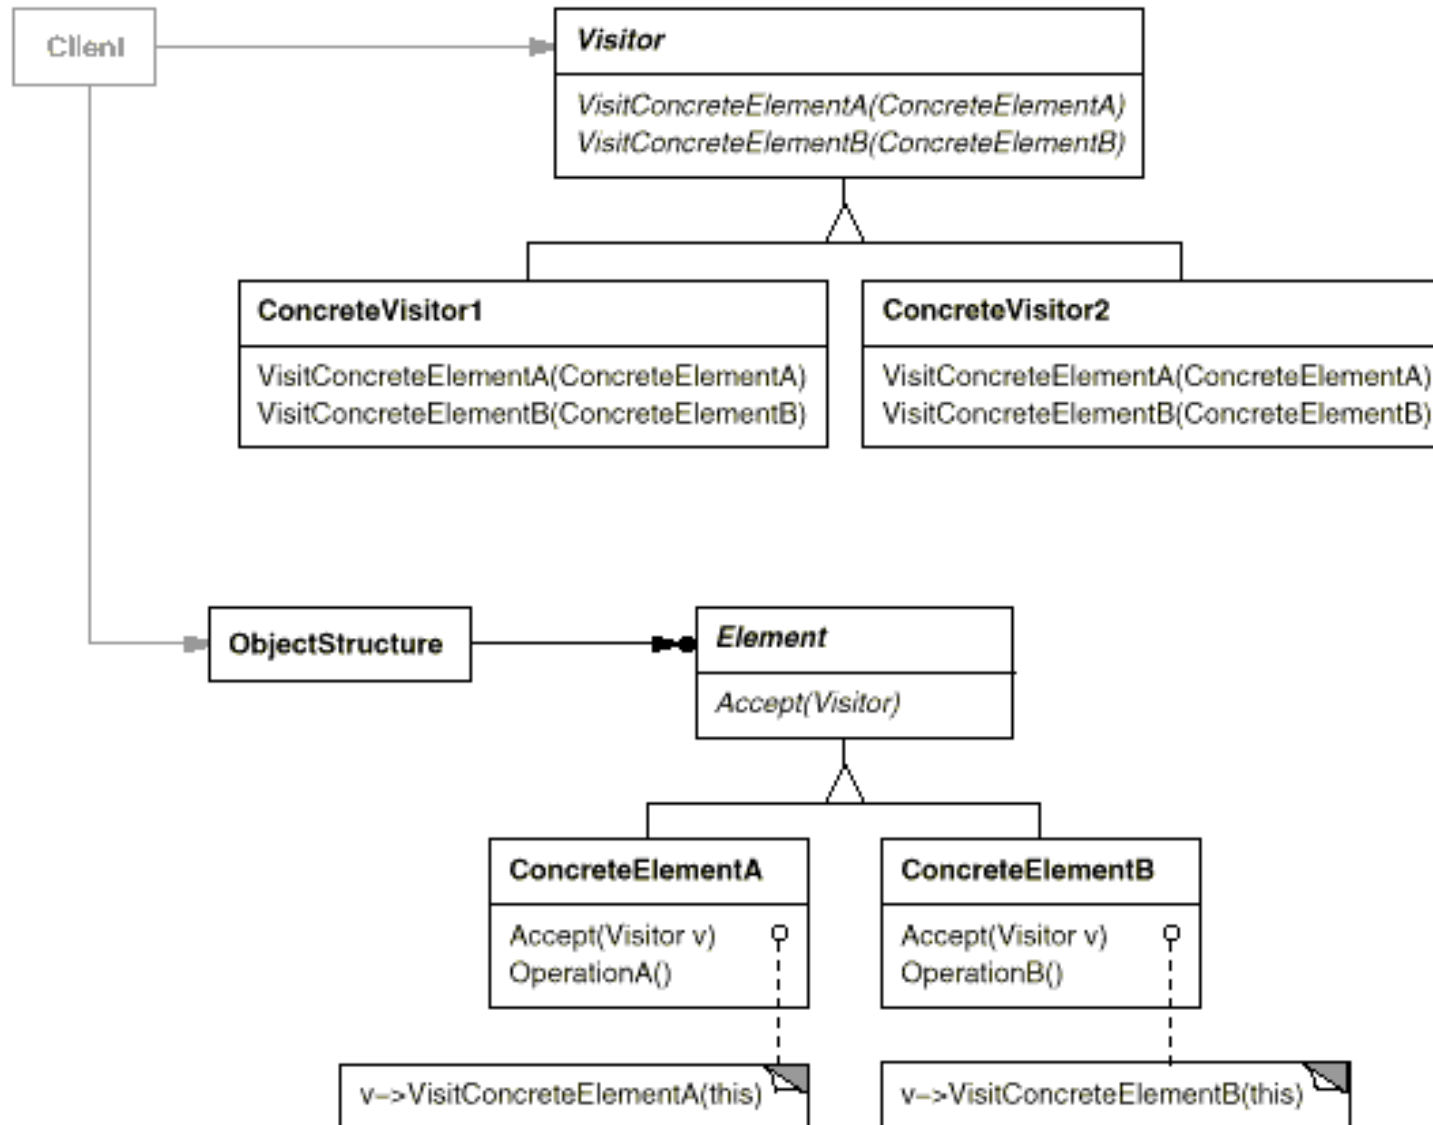 Client
Visitor
VisitConcreteElementA(ConcreteElementA)
VisitConcreteElementB(ConcreteElementB)
ConcreteVisitor1
VisitConcreteElementA(ConcreteElementA)
VisitConcreteElementB(ConcreteElementB)
ConcreteVisitor2
VisitConcreteElementA(ConcreteElementA)
VisitConcreteElementB(ConcreteElementB)
ObjectStructure
Element
Accept(Visitor)
ConcreteElementA
Accept(Visitor v)
OperationA()
ConcreteElementB
Accept(Visitor v)
OperationB()
v->VisitConcreteElementA(this)
v->VisitConcreteElementB(this)